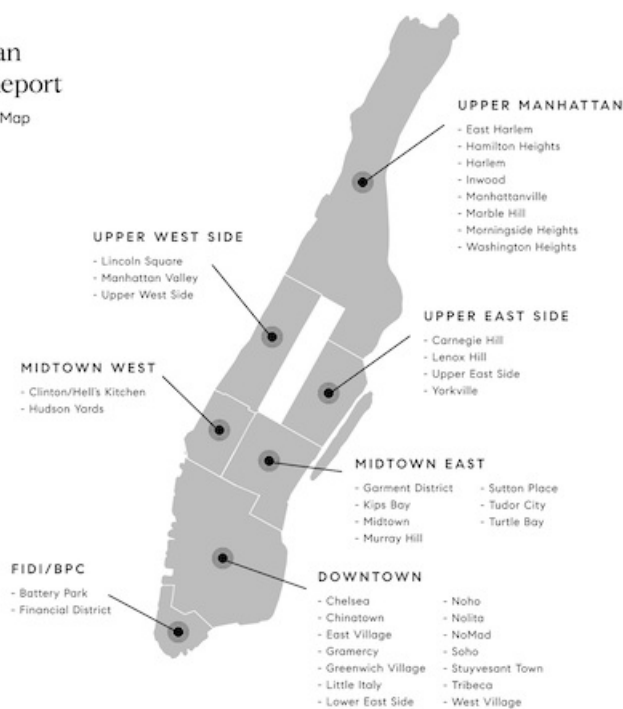 an
eport
Map
UPPER MANHATTAN
- East Harlem
- Hamilton Heights
- Harlem
- Inwood
- Manhattanville
- Marble Hill
- Morningside Heights
- Washington Heights
UPPER WEST SIDE
- Lincoln Square
- Manhattan Valley
- Upper West Side
UPPER EAST SIDE
- Carnegie Hill
- Lenox Hill
- Upper East Side
- Yorkville
MIDTOWN WEST
- Clinton/Hell's Kitchen
- Hudson Yards
MIDTOWN EAST
- Garment District
- Kips Bay
- Midtown
- Murray Hill
- Sutton Place
- Tudor City
- Turtle Bay
FIDI/BPC
- Battery Park
- Financial District
DOWNTOWN
- Chelsea
- Chinatown
- East Village
- Gramercy
- Greenwich Village
- Little Italy
- Lower East Side
- Noho
- Nolita
- NoMad
- Soho
- Stuyvesant Town
- Tribeca
- West Village